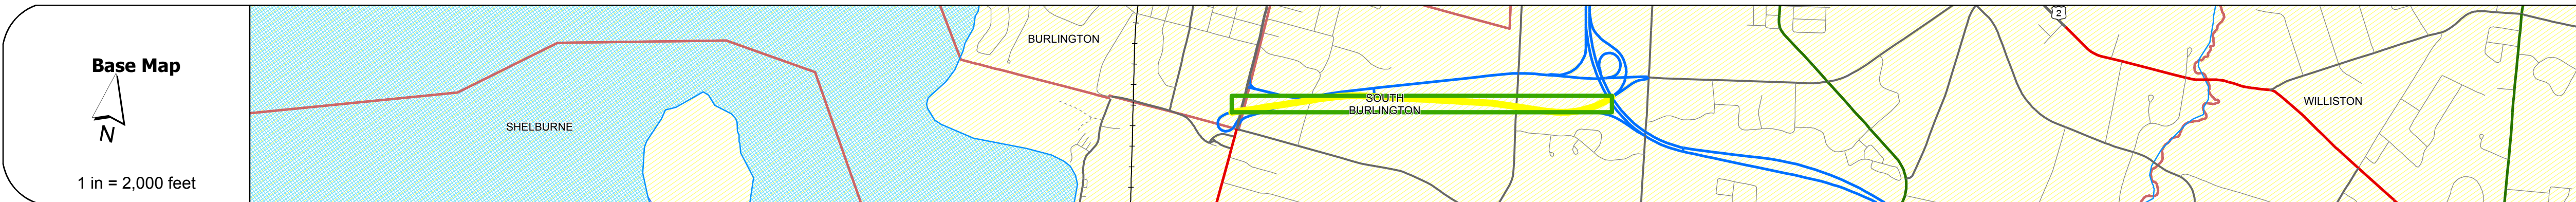 Base Map
N
1 in = 2,000 feet
SHELBURNE
BURLINGTON
SOUTH
BURLINGTON
2
WILLISTON